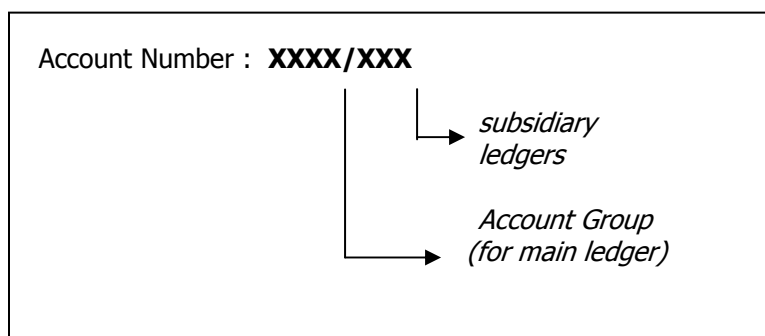 Account Number : XXXX/XXX
subsidiary
ledgers
Account Group
(for main ledger)